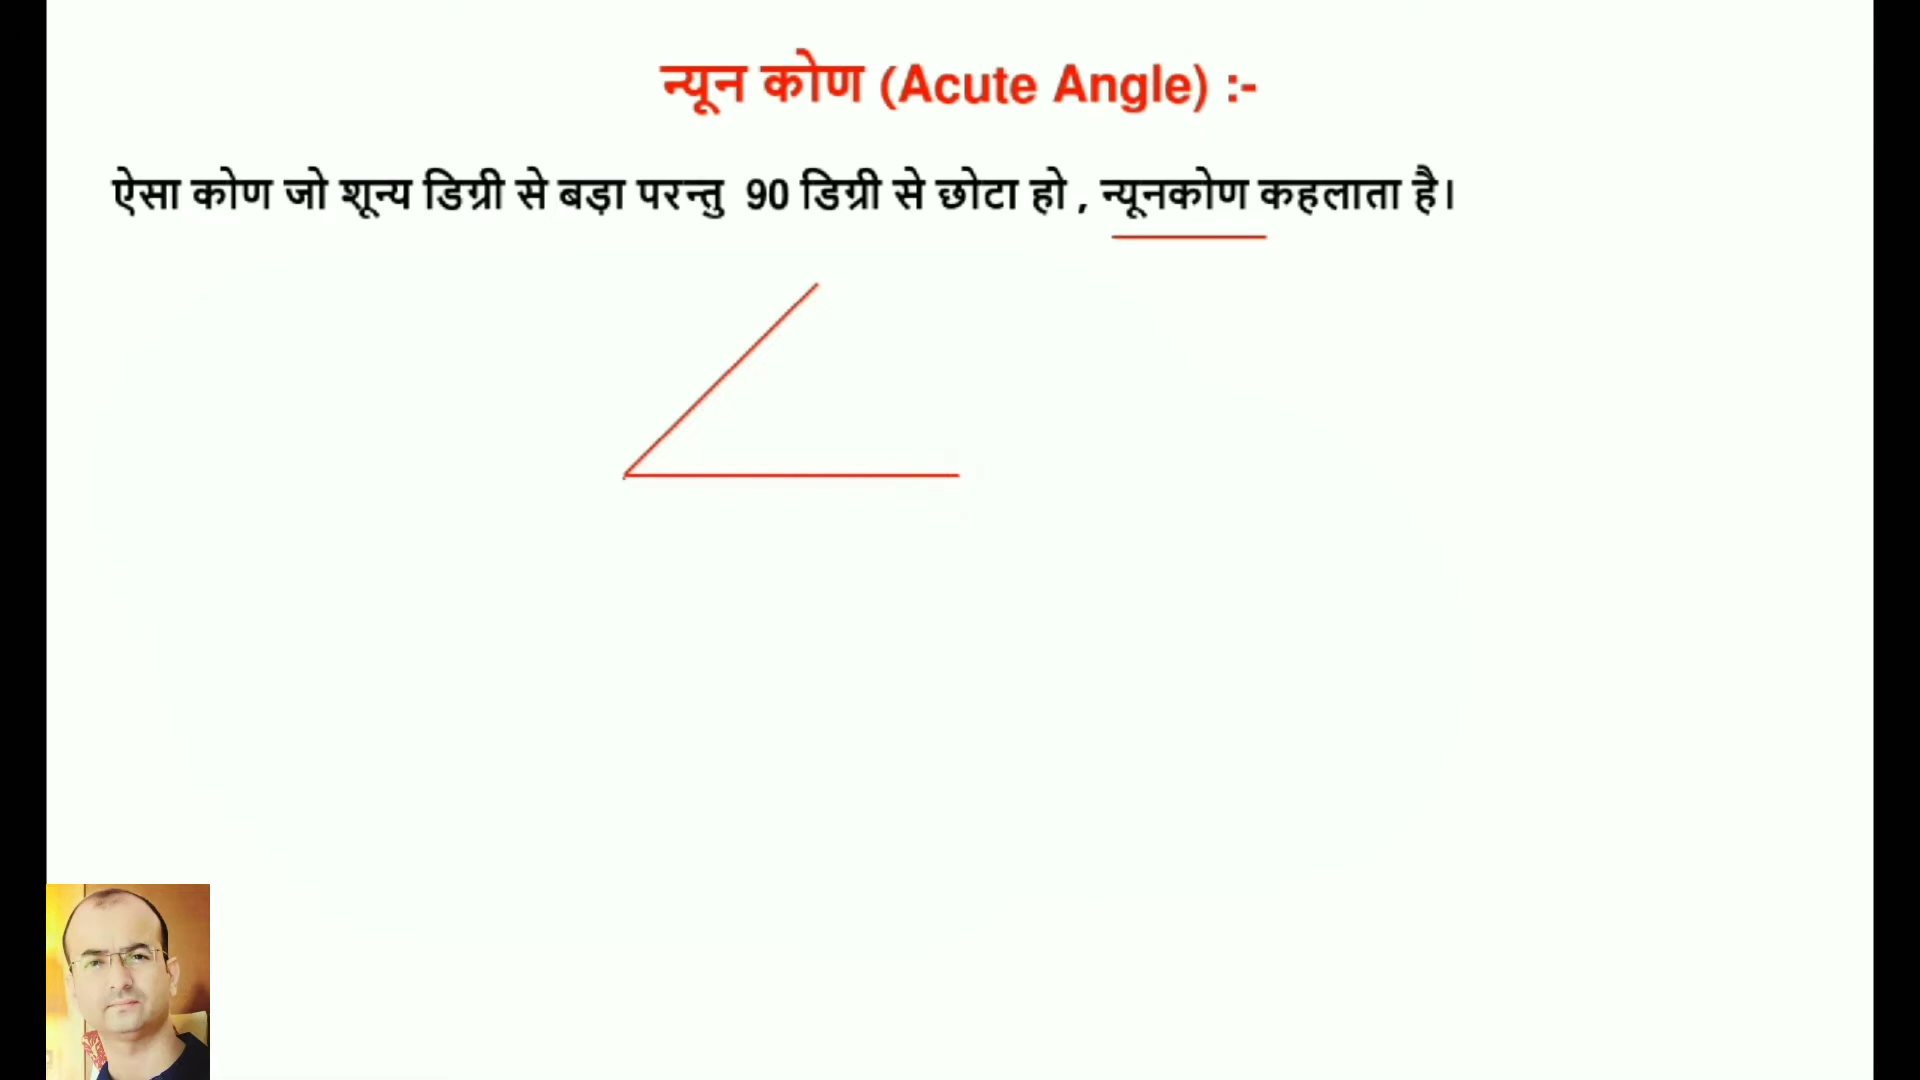 न्यून कोण (Acute Angle) :-
ऐसा कोण जो शून्य डिग्री से बड़ा परन्तु 90 डिग्री से छोटा हो , न्यूनकोण कहलाता है।